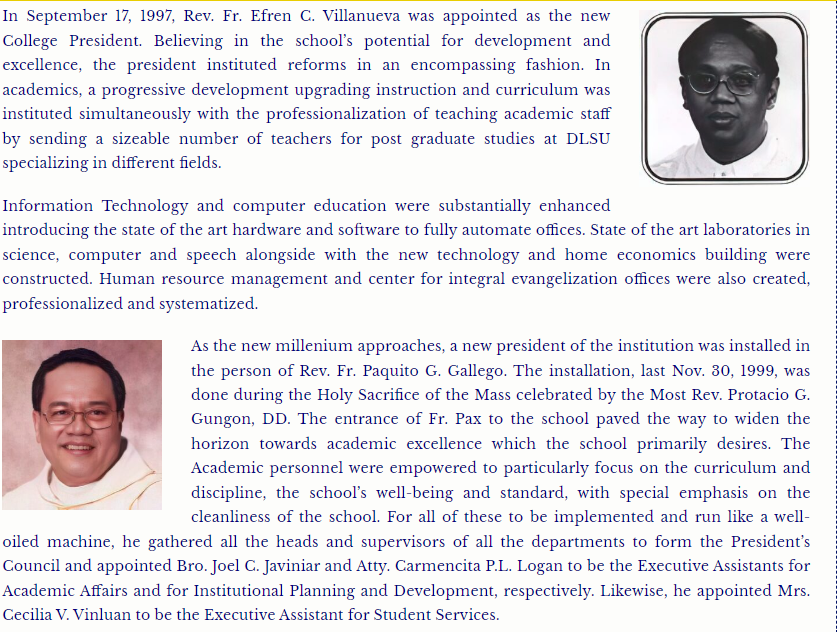 In September 17, 1997, Rev. Fr. Efren C. Villanueva was appointed as the new
College President. Believing in the school's potential for development and
excellence, the president instituted reforms in an encompassing fashion. In
academics, a progressive development upgrading instruction and curriculum was
instituted simultaneously with the professionalization of teaching academic staff
by sending a sizeable number of teachers for post graduate studies at DLSU
specializing in different fields.
Information Technology and computer education were substantially enhanced
introducing the state of the art hardware and software to fully automate offices. State of the art laboratories in
science, computer and speech alongside with the new technology and home economics building were
constructed. Human resource management and center for integral evangelization offices were also created,
professionalized and systematized.
As the new millenium approaches, a new president of the institution was installed in
the person of Rev. Fr. Paquito G. Gallego. The installation, last Nov. 30, 1999, was
done during the Holy Sacrifice of the Mass celebrated by the Most Rev. Protacio G.
Gungon, DD. The entrance of Fr. Pax to the school paved the way to widen the
horizon towards academic excellence which the school primarily desires. The
Academic personnel were empowered to particularly focus on the curriculum and
discipline, the school's well-being and standard, with special emphasis on the
cleanliness of the school. For all of these to be implemented and run like a well-
oiled machine, he gathered all the heads and supervisors of all the departments to form the President's
Council and appointed Bro. Joel C. Javiniar and Atty. Carmencita P.L. Logan to be the Executive Assistants for
Academic Affairs and for Institutional Planning and Development, respectively. Likewise, he appointed Mrs.
Cecilia V. Vinluan to be the Executive Assistant for Student Services.